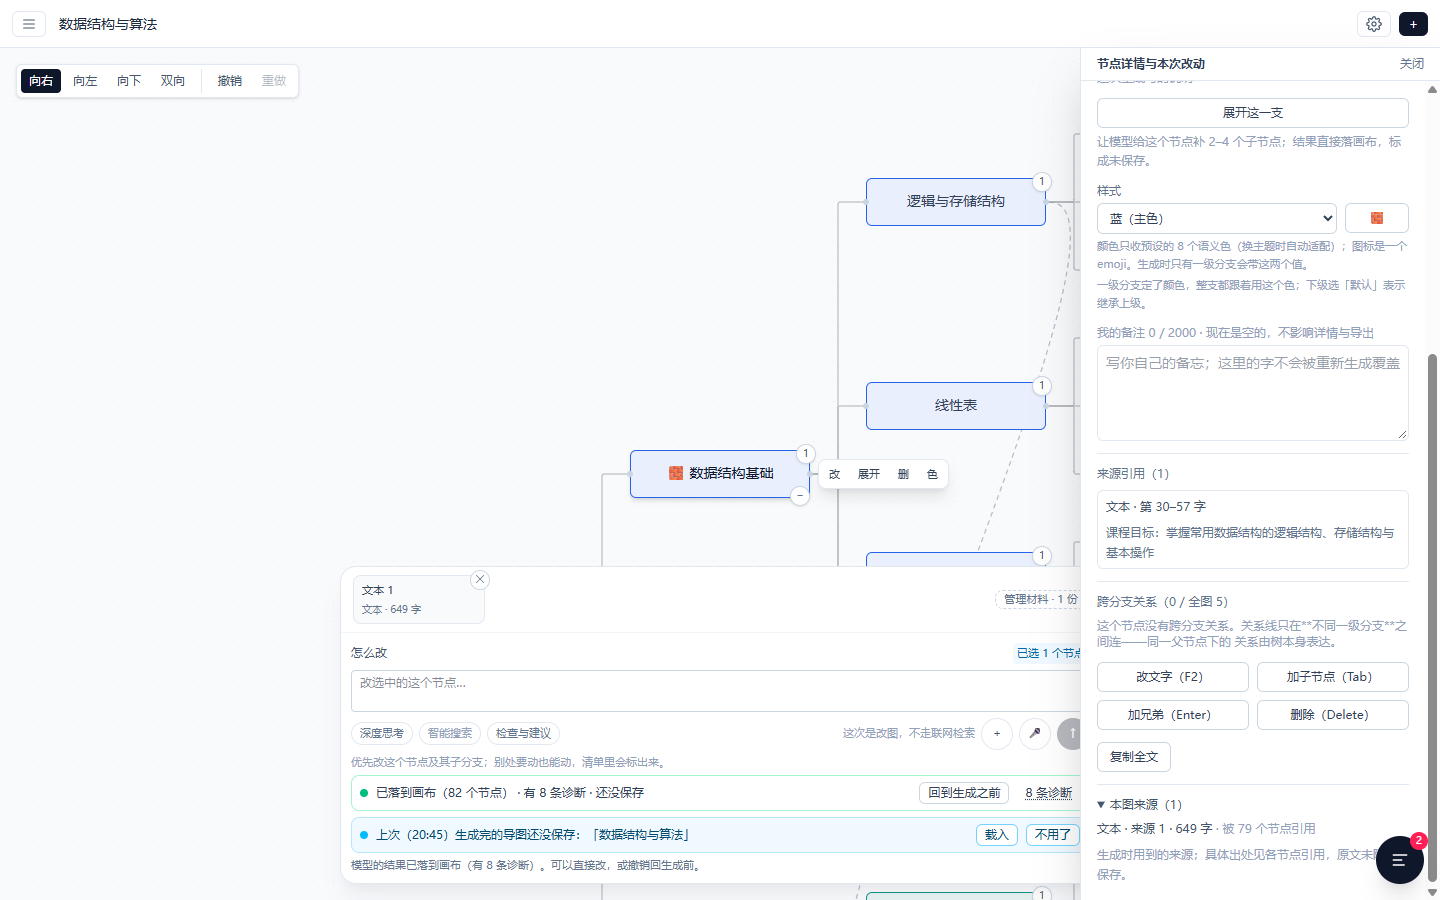 数据结构与算法
+
向右 向左 向下 双向 撤销 重做
节点详情与本次改动 关闭
展开这一支
让模型给这个节点补 2–4 个子节点；结果直接落画布，标
成未保存。
样式
蓝（主色）
颜色只收预设的 8 个语义色（换主题时自动适配）；图标是一个
emoji。生成时只有一级分支会带这两个值。
一级分支定了颜色，整支都跟着用这个色；下级选「默认」表示
继承上级。
我的备注 0 / 2000 · 现在是空的，不影响详情与导出
写你自己的备忘；这里的字不会被重新生成覆盖
来源引用（1）
文本 · 第 30–57 字
课程目标：掌握常用数据结构的逻辑结构、存储结构与
基本操作
跨分支关系（0 / 全图 5）
这个节点没有跨分支关系。关系线只在**不同一级分支**之
间连——同一父节点下的 关系由树本身表达。
改文字（F2） 加子节点（Tab）
加兄弟（Enter） 删除（Delete）
复制全文
▼ 本图来源（1）
文本 · 来源 1 · 649 字 · 被 79 个节点引用
生成时用到的来源；具体出处见各节点引用，原文未
保存。
2
逻辑与存储结构
1
线性表
1
数据结构基础
1
−
改 展开 删 色
1
1
文本 1
文本 · 649 字
管理材料 · 1 份
怎么改
已选 1 个节点
改选中的这个节点...
深度思考 智能搜索 检查与建议
这次是改图，不走联网检索 +
优先改这个节点及其子分支；别处要动也能动，清单里会标出来。
已落到画布（82 个节点） · 有 8 条诊断 · 还没保存 回到生成之前 8 条诊断
上次（20:45）生成完的导图还没保存：「数据结构与算法」 载入 不用了
模型的结果已落到画布（有 8 条诊断）。可以直接改，或撤销回生成前。